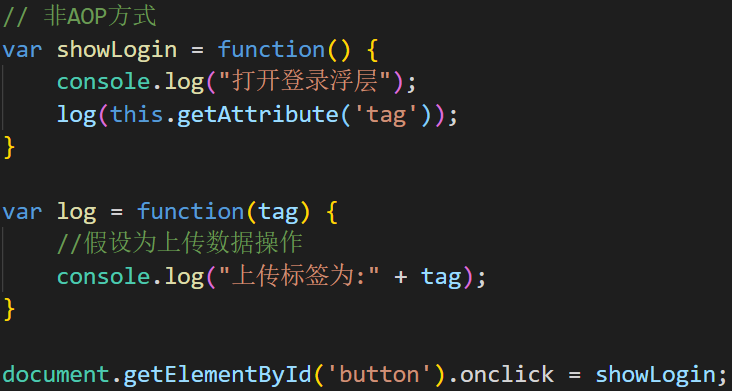 // 非AOP方式
var showLogin = function() {
    console.log("打开登录浮层");
    log(this.getAttribute('tag'));
}

var log = function(tag) {
    //假设为上传数据操作
    console.log("上传标签为:" + tag);
}

document.getElementById('button').onclick = showLogin;